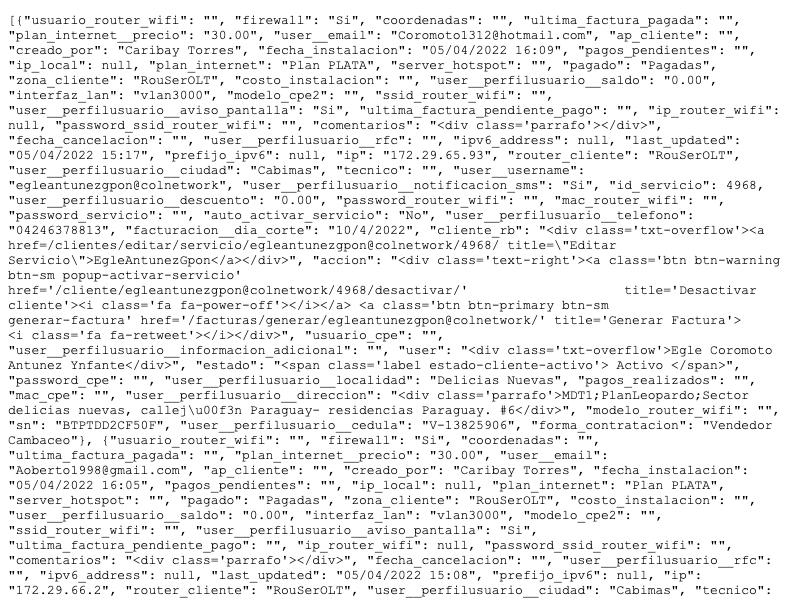 [{"usuario_router_wifi": "", "firewall": "Si", "coordenadas": "", "ultima_factura_pagada": "",
"plan_internet__precio": "30.00", "user__email": "Coromoto1312@hotmail.com", "ap_cliente": "",
"creado_por": "Caribay Torres", "fecha_instalacion": "05/04/2022 16:09", "pagos_pendientes": "",
"ip_local": null, "plan_internet": "Plan PLATA", "server_hotspot": "", "pagado": "Pagadas",
"zona_cliente": "RouSerOLT", "costo_instalacion": "", "user__perfilusuario__saldo": "0.00",
"interfaz_lan": "vlan3000", "modelo_cpe2": "", "ssid_router_wifi": "",
"user__perfilusuario__aviso_pantalla": "Si", "ultima_factura_pendiente_pago": "", "ip_router_wifi":
null, "password_ssid_router_wifi": "", "comentarios": "<div class='parrafo'></div>",
"fecha_cancelacion": "", "user__perfilusuario__rfc": "", "ipv6_address": null, "last_updated":
"05/04/2022 15:17", "prefijo_ipv6": null, "ip": "172.29.65.93", "router_cliente": "RouSerOLT",
"user__perfilusuario__ciudad": "Cabimas", "tecnico": "", "user__username":
"egleantunezgpon@colnetwork", "user__perfilusuario__notificacion_sms": "Si", "id_servicio": 4968,
"user__perfilusuario__descuento": "0.00", "password_router_wifi": "", "mac_router_wifi": "",
"password_servicio": "", "auto_activar_servicio": "No", "user__perfilusuario__telefono":
"04246378813", "facturacion__dia_corte": "10/4/2022", "cliente_rb": "<div class='txt-overflow'><a
href=/clientes/editar/servicio/egleantunezgpon@colnetwork/4968/ title=\"Editar
Servicio\">EgleAntunezGpon</a></div>", "accion": "<div class='text-right'><a class='btn btn-warning
btn-sm popup-activar-servicio'
href='/cliente/egleantunezgpon@colnetwork/4968/desactivar/' title='Desactivar
cliente'><i class='fa fa-power-off'></i></a> <a class='btn btn-primary btn-sm
generar-factura' href='/facturas/generar/egleantunezgpon@colnetwork/' title='Generar Factura'>
<i class='fa fa-retweet'></i></div>", "usuario_cpe": "",
"user__perfilusuario__informacion_adicional": "", "user": "<div class='txt-overflow'>Egle Coromoto
Antunez Ynfante</div>", "estado": "<span class='label estado-cliente-activo'> Activo </span>",
"password_cpe": "", "user__perfilusuario__localidad": "Delicias Nuevas", "pagos_realizados": "",
"mac_cpe": "", "user__perfilusuario__direccion": "<div class='parrafo'>MDT1;PlanLeopardo;Sector
delicias nuevas, callej\u00f3n Paraguay- residencias Paraguay. #6</div>", "modelo_router_wifi": "",
"sn": "BTPTDD2CF50F", "user__perfilusuario__cedula": "V-13825906", "forma_contratacion": "Vendedor
Cambaceo"}, {"usuario_router_wifi": "", "firewall": "Si", "coordenadas": "",
"ultima_factura_pagada": "", "plan_internet__precio": "30.00", "user__email":
"Aoberto1998@gmail.com", "ap_cliente": "", "creado_por": "Caribay Torres", "fecha_instalacion":
"05/04/2022 16:05", "pagos_pendientes": "", "ip_local": null, "plan_internet": "Plan PLATA",
"server_hotspot": "", "pagado": "Pagadas", "zona_cliente": "RouSerOLT", "costo_instalacion": "",
"user__perfilusuario__saldo": "0.00", "interfaz_lan": "vlan3000", "modelo_cpe2": "",
"ssid_router_wifi": "", "user__perfilusuario__aviso_pantalla": "Si",
"ultima_factura_pendiente_pago": "", "ip_router_wifi": null, "password_ssid_router_wifi": "",
"comentarios": "<div class='parrafo'></div>", "fecha_cancelacion": "", "user__perfilusuario__rfc":
"", "ipv6_address": null, "last_updated": "05/04/2022 15:08", "prefijo_ipv6": null, "ip":
"172.29.66.2", "router_cliente": "RouSerOLT", "user__perfilusuario__ciudad": "Cabimas", "tecnico":